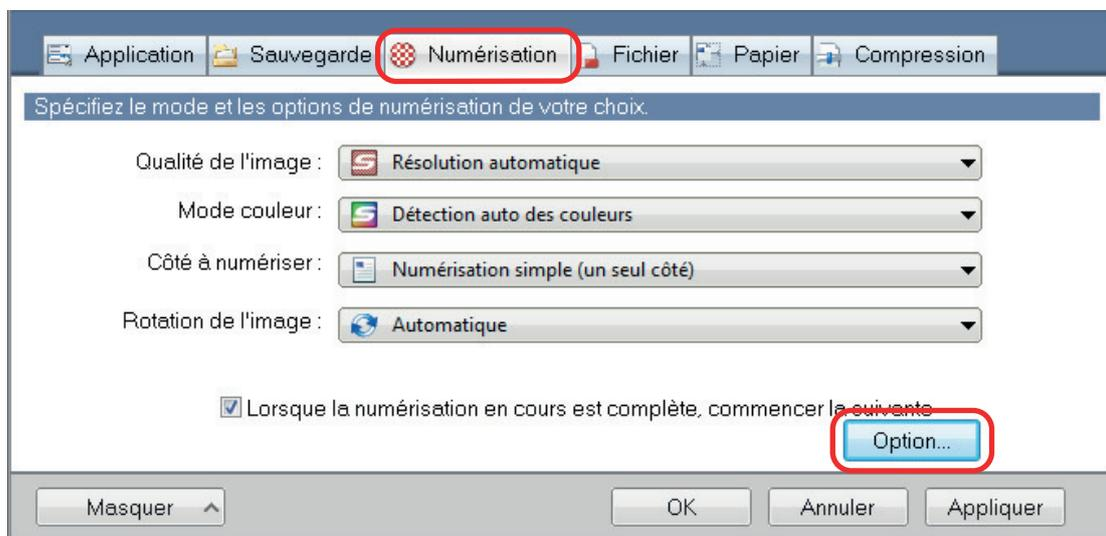 Application Sauvegarde Numérisation Fichier Papier Compression
Spécifiez le mode et les options de numérisation de votre choix.
Qualité de l'image : Résolution automatique
Mode couleur : Détection auto des couleurs
Côté à numériser : Numérisation simple (un seul côté)
Rotation de l'image : Automatique
Lorsque la numérisation en cours est complète, commencer la suivante
Option...
Masquer OK Annuler Appliquer